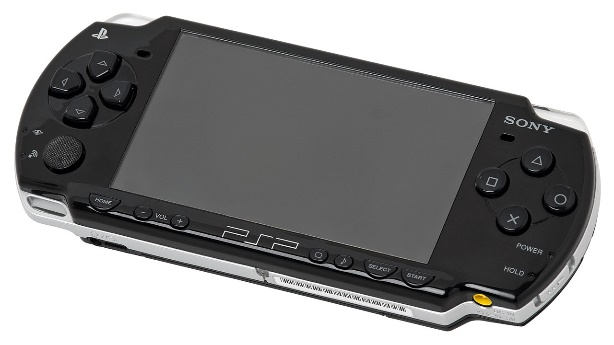 SONY
HOME
- VOL +
PSP
SELECT
START
POWER
HOLD